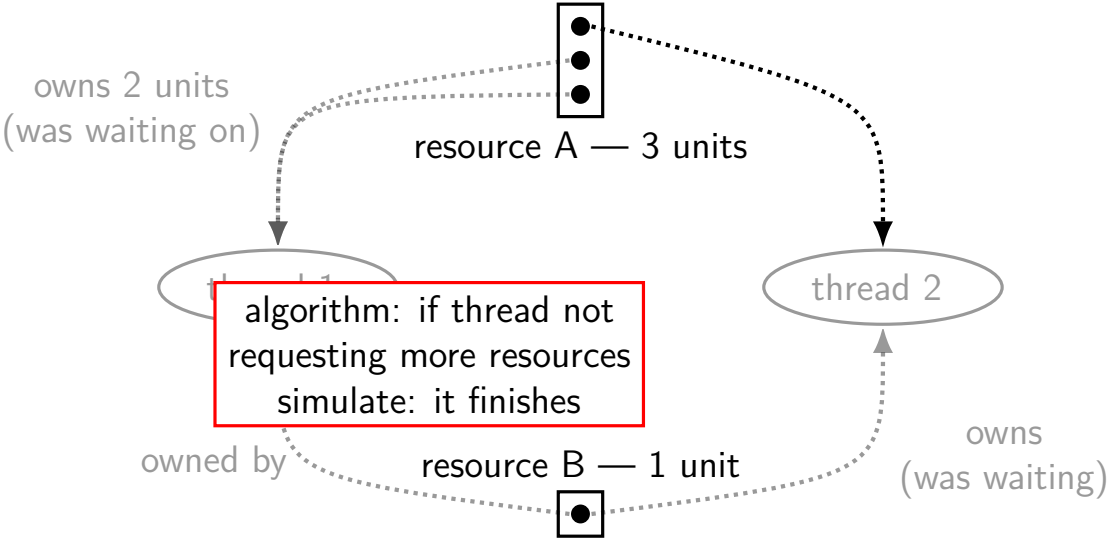 owns 2 units
(was waiting on)
resource A — 3 units
thread 2
algorithm: if thread not
requesting more resources
simulate: it finishes
owned by
resource B — 1 unit
owns
(was waiting)